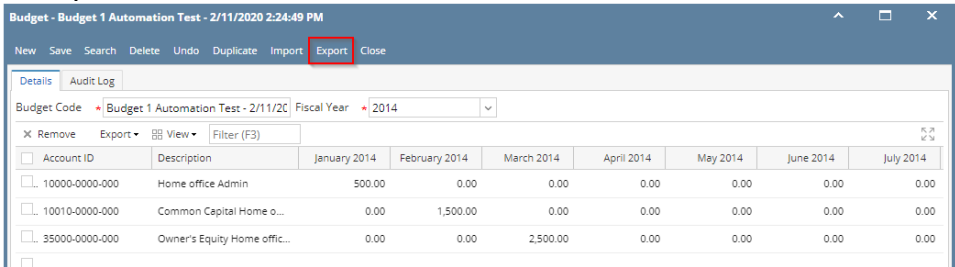 Budget - Budget 1 Automation Test - 2/11/2020 2:24:49 PM
New Save Search Delete Undo Duplicate Import Export Close
Details Audit Log
Budget Code * Budget 1 Automation Test - 2/11/20 Fiscal Year * 2014
Remove Export View Filter (F3)
Account ID Description January 2014 February 2014 March 2014 April 2014 May 2014 June 2014 July 2014
10000-0000-000 Home office Admin 500.00 0.00 0.00 0.00 0.00 0.00 0.00
10010-0000-000 Common Capital Home o... 0.00 1,500.00 0.00 0.00 0.00 0.00 0.00
35000-0000-000 Owner's Equity Home offic... 0.00 0.00 2,500.00 0.00 0.00 0.00 0.00